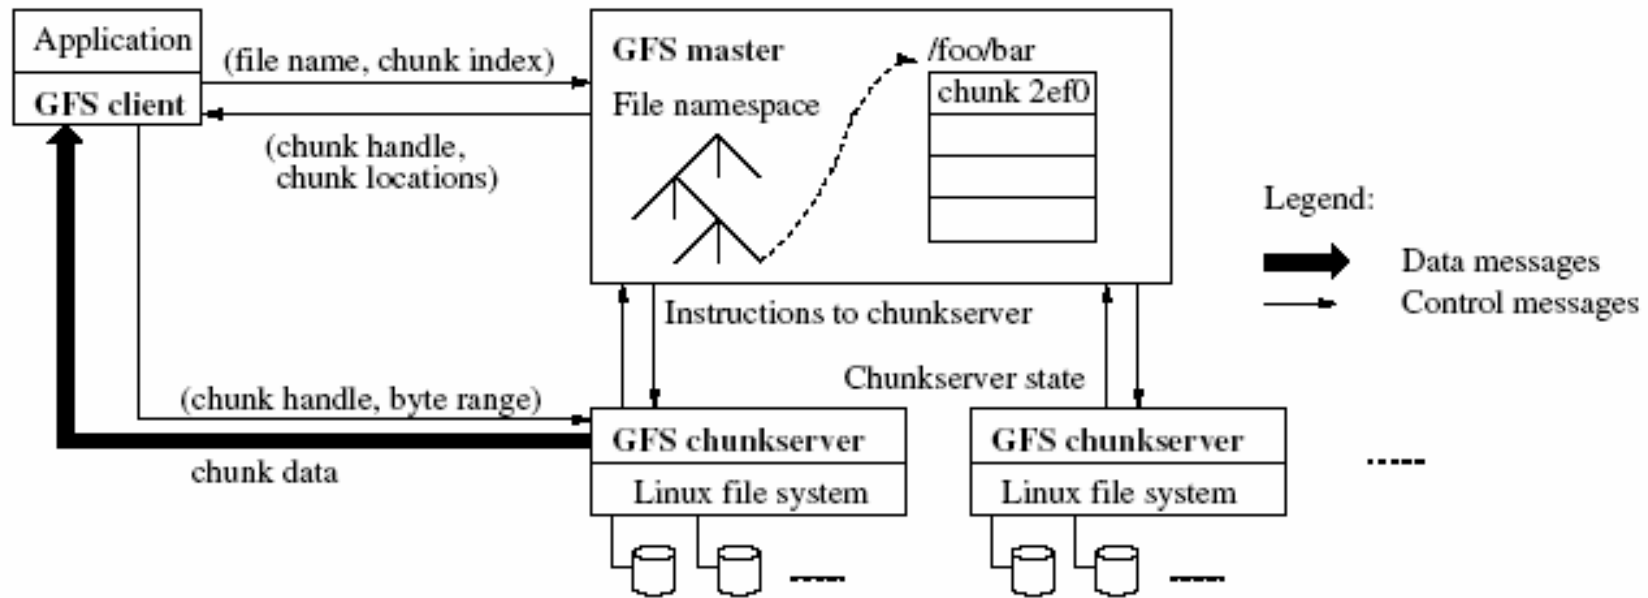 Application
GFS client
(file name, chunk index)
(chunk handle,
chunk locations)
GFS master
File namespace
/foo/bar
chunk 2ef0
Legend:
Data messages
Control messages
Instructions to chunkserver
Chunkserver state
(chunk handle, byte range)
chunk data
GFS chunkserver
Linux file system
GFS chunkserver
Linux file system